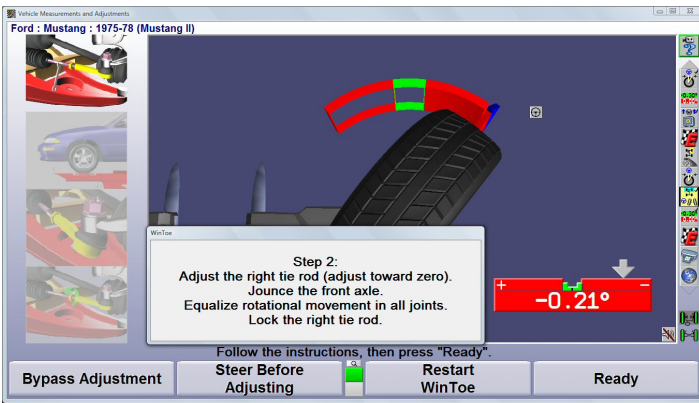 Vehicle Measurements and Adjustments
Ford : Mustang : 1975-78 (Mustang II)
WinToe
Step 2:
Adjust the right tie rod (adjust toward zero).
Jounce the front axle.
Equalize rotational movement in all joints.
Lock the right tie rod.
+ −
-0.21°
Follow the instructions, then press "Ready".
Bypass Adjustment
Steer Before
Adjusting
Restart
WinToe
Ready